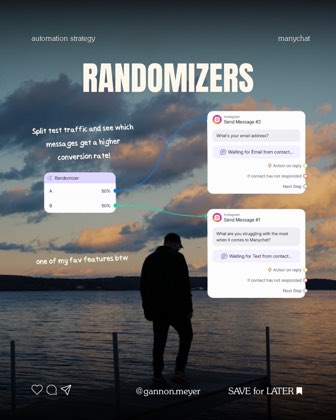 automation strategy
manychat
RANDOMIZERS
Split test traffic and see which
messages get a higher
conversion rate!
Instagram
Send Message #2
What's your email address?
Waiting for Email from contact...
Action on reply
If contact has not responded
Next Step
Randomizer
A 50%
B 50%
Instagram
Send Message #1
What are you struggling with the most
when it comes to Manychat?
Waiting for Text from contact...
Action on reply
If contact has not responded
Next Step
one of my fav features btw
@gannon.meyer
SAVE for LATER